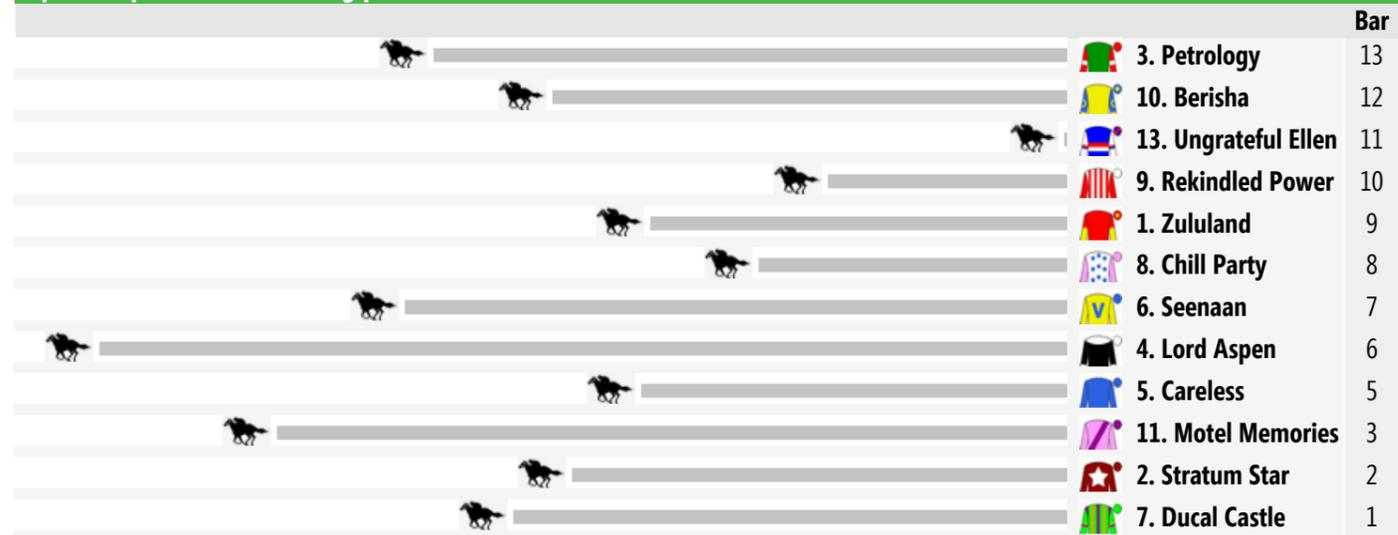 Bar
3. Petrology 13
10. Berisha 12
13. Ungrateful Ellen 11
9. Rekindled Power 10
1. Zululand 9
8. Chill Party 8
V
6. Seenaan 7
4. Lord Aspen 6
5. Careless 5
11. Motel Memories 3
2. Stratum Star 2
7. Ducal Castle 1